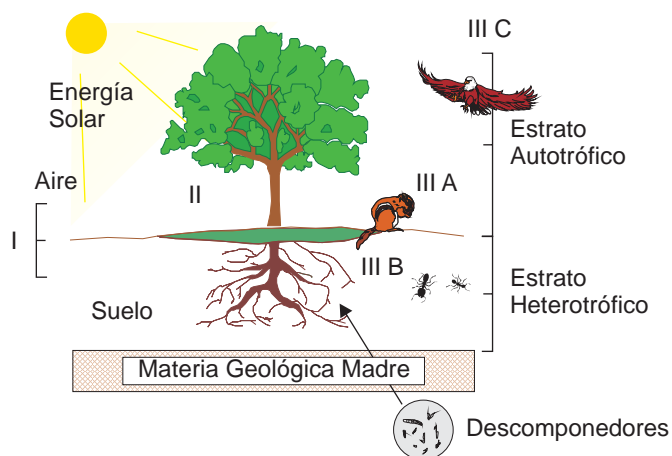 III C
Energía
Solar
Estrato
Autotrófico
Aire
II
III A
I
III B
Estrato
Heterotrófico
Suelo
Materia Geológica Madre
Descomponedores